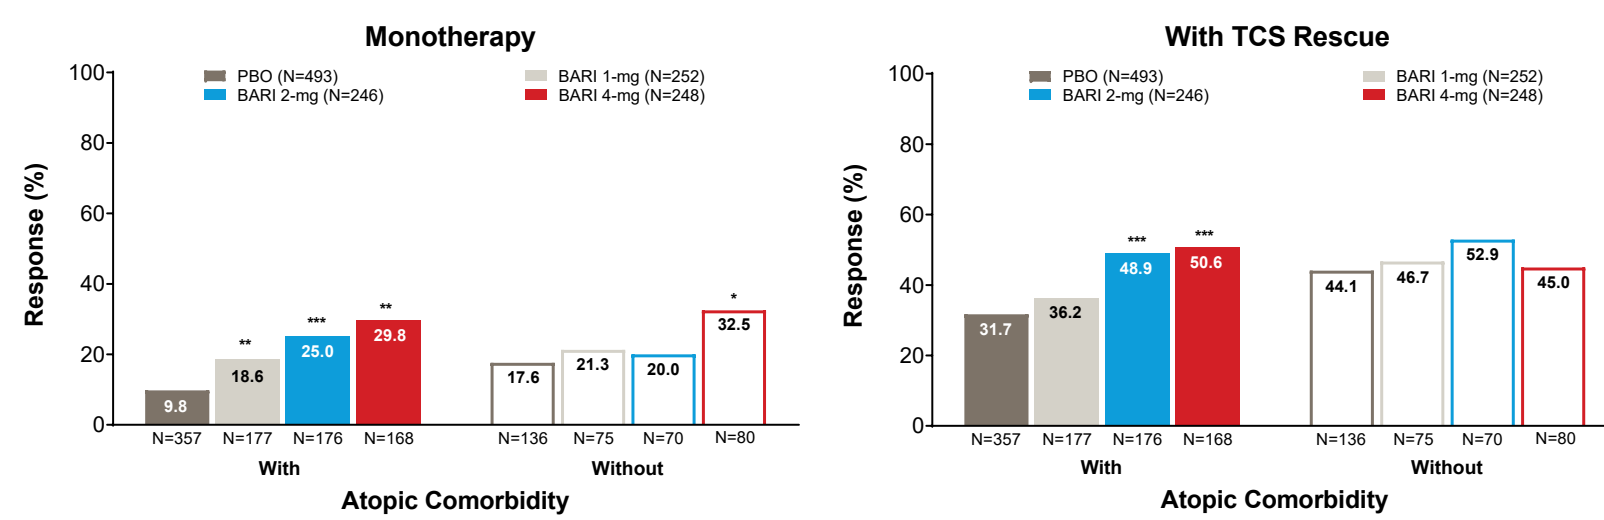 Monotherapy
PBO (N=493)
BARI 1-mg (N=252)
BARI 2-mg (N=246)
BARI 4-mg (N=248)
Response (%)
100
80
60
40
20
0
9.8
**
18.6
***
25.0
**
29.8
17.6
21.3
20.0
*
32.5
N=357 N=177 N=176 N=168 N=136 N=75 N=70 N=80
With Without
Atopic Comorbidity
With TCS Rescue
PBO (N=493)
BARI 1-mg (N=252)
BARI 2-mg (N=246)
BARI 4-mg (N=248)
Response (%)
100
80
60
40
20
0
31.7
36.2
***
48.9
***
50.6
44.1
46.7
52.9
45.0
N=357 N=177 N=176 N=168 N=136 N=75 N=70 N=80
With Without
Atopic Comorbidity